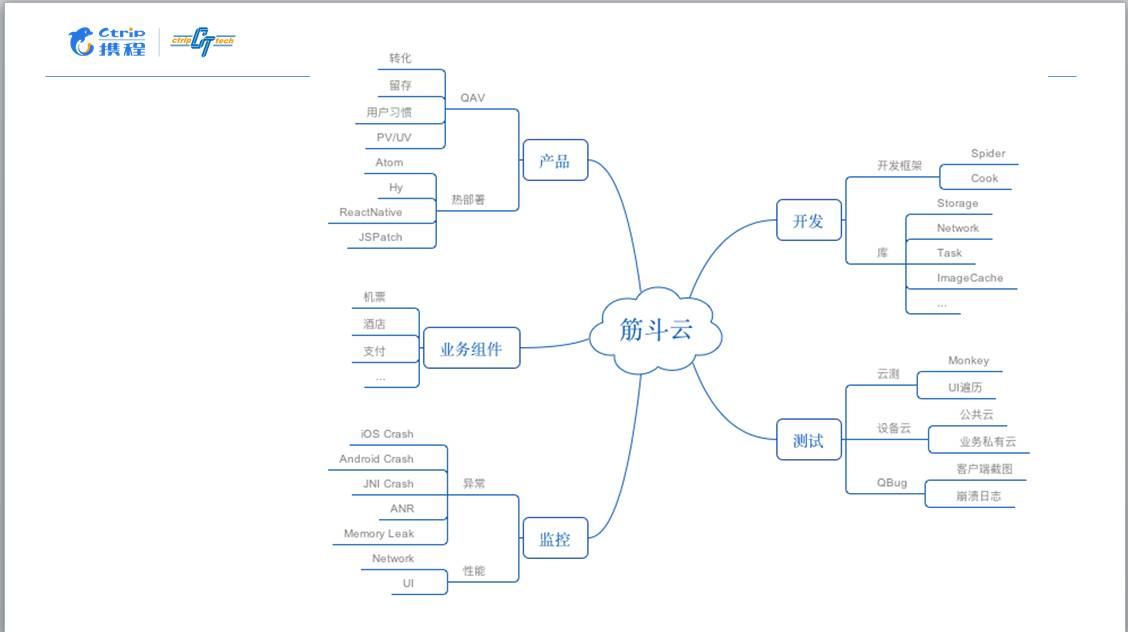 Ctrip
携程
ctrip CT tech
筋斗云
产品
QAV
转化
留存
用户习惯
PV/UV
热部署
Atom
Hy
ReactNative
JSPatch
业务组件
机票
酒店
支付
...
监控
异常
iOS Crash
Android Crash
JNI Crash
ANR
Memory Leak
性能
Network
UI
开发
开发框架
Spider
Cook
库
Storage
Network
Task
ImageCache
...
测试
云测
Monkey
UI遍历
设备云
公共云
业务私有云
QBug
客户端截图
崩溃日志